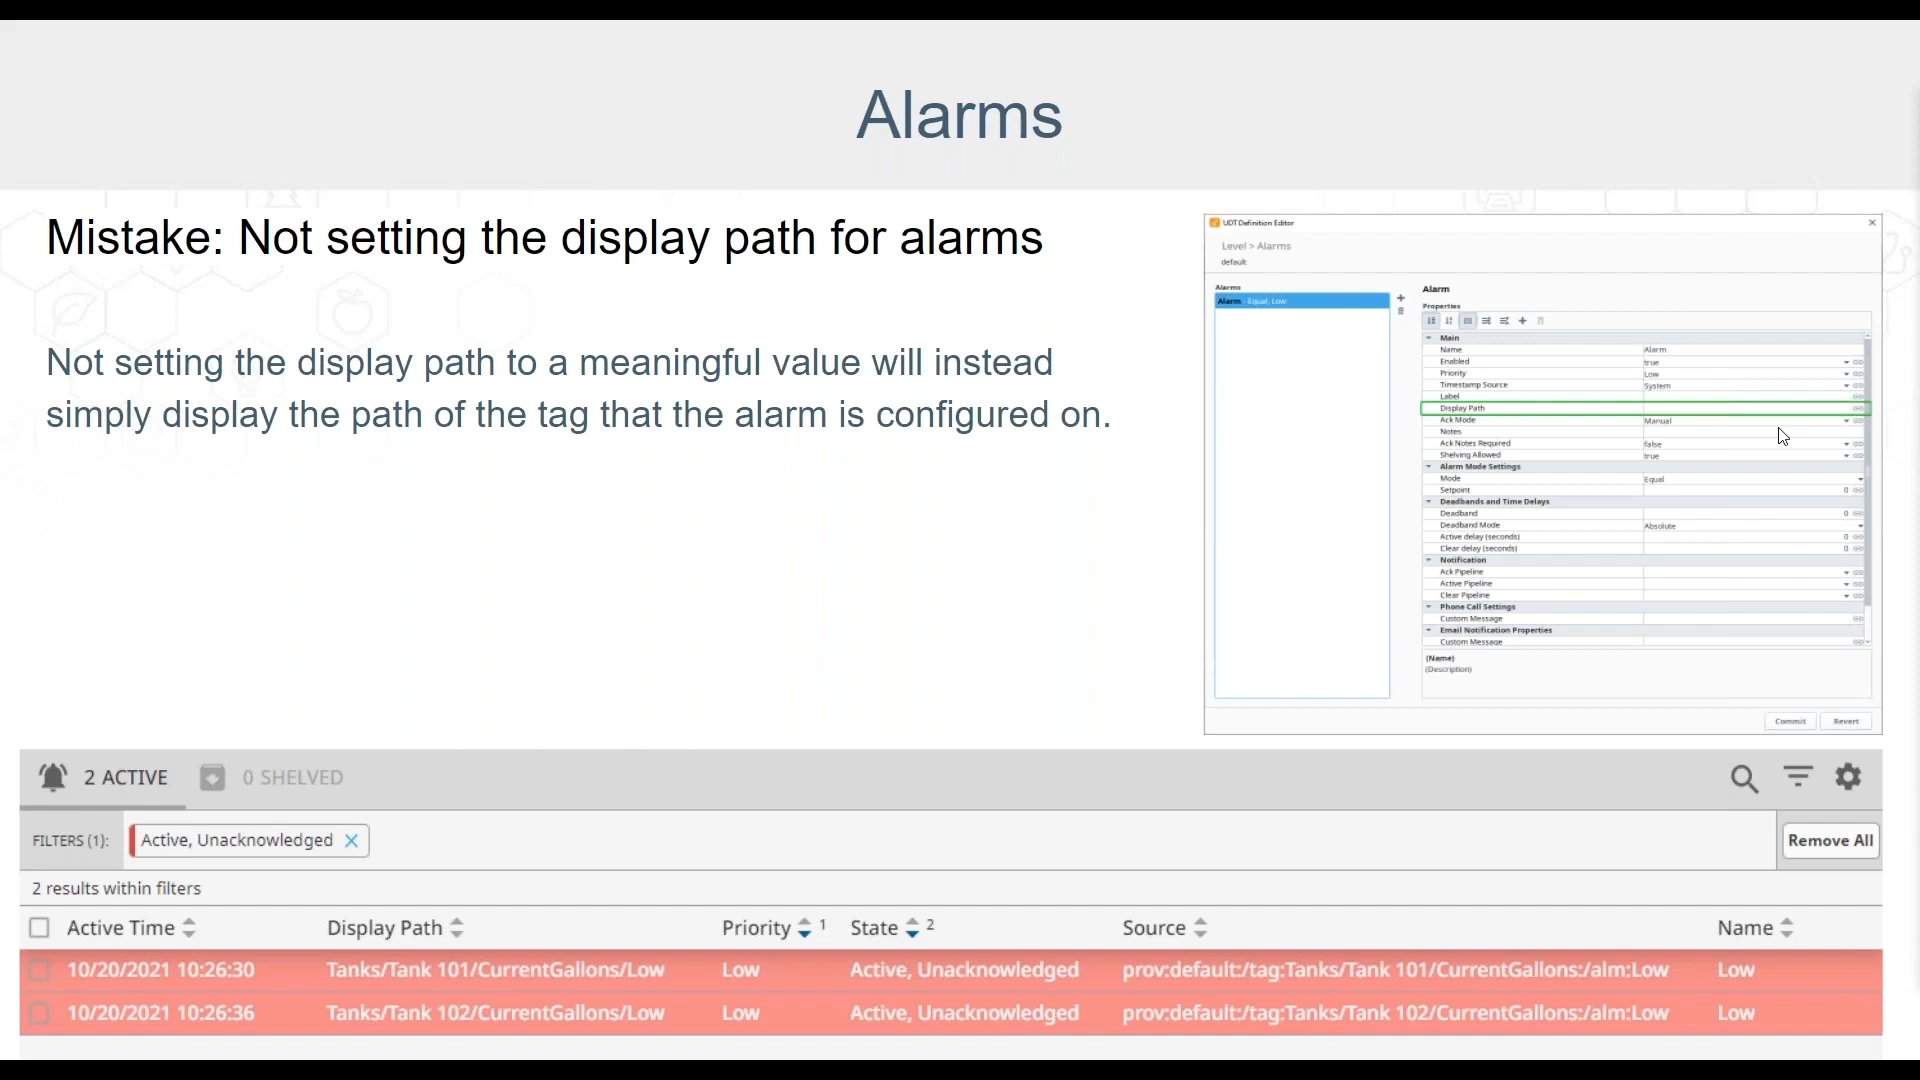 Alarms
Mistake: Not setting the display path for alarms
Not setting the display path to a meaningful value will instead
simply display the path of the tag that the alarm is configured on.
UDT Definition Editor
Level > Alarms
default
Alarms
Alarm Equal, Low
Alarm
Properties
Main
Name Alarm
Enabled true
Priority Low
Timestamp Source System
Label
Display Path
Ack Mode Manual
Notes
Ack Notes Required false
Shelving Allowed true
Alarm Mode Settings
Mode Equal
Setpoint 0
Deadbands and Time Delays
Deadband 0
Deadband Mode Absolute
Active delay (seconds) 0
Clear delay (seconds) 0
Notification
Ack Pipeline
Active Pipeline
Clear Pipeline
Phone Call Settings
Custom Message
Email Notification Properties
Custom Message
(Name)
(Description)
Commit Revert
2 ACTIVE 0 SHELVED
FILTERS (1): Active, Unacknowledged Remove All
2 results within filters
Active Time Display Path Priority 1 State 2 Source Name
10/20/2021 10:26:30 Tanks/Tank 101/CurrentGallons/Low Low Active, Unacknowledged prov:default:/tag:Tanks/Tank 101/CurrentGallons:/alm:Low Low
10/20/2021 10:26:36 Tanks/Tank 102/CurrentGallons/Low Low Active, Unacknowledged prov:default:/tag:Tanks/Tank 102/CurrentGallons:/alm:Low Low